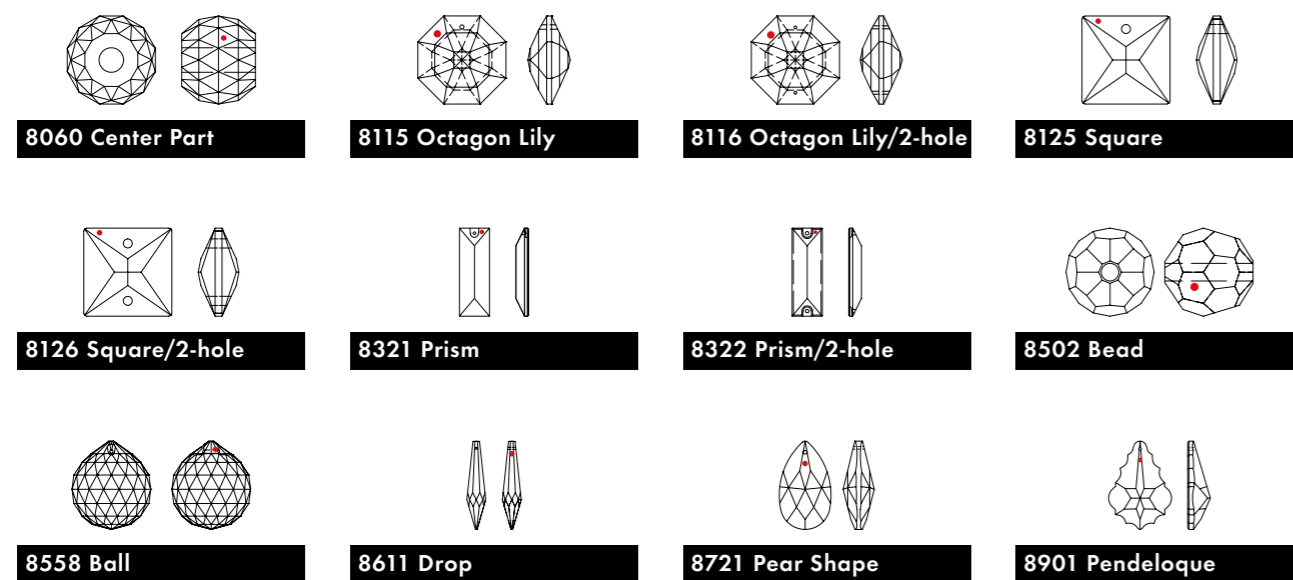 8060 Center Part
8115 Octagon Lily
8116 Octagon Lily/2-hole
8125 Square
8126 Square/2-hole
8321 Prism
8322 Prism/2-hole
8502 Bead
8558 Ball
8611 Drop
8721 Pear Shape
8901 Pendeloque